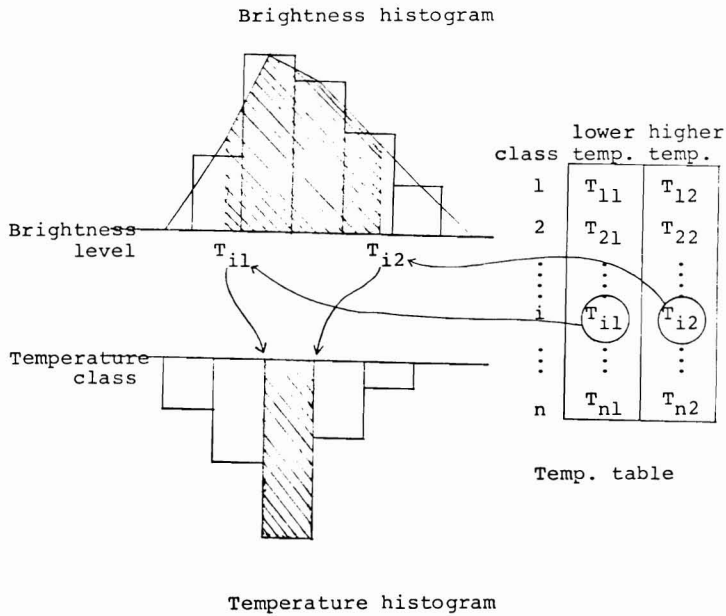 Brightness histogram
lower higher
class temp. temp.
1 T11 T12
2 T21 T22
Brightness
level
Ti1 Ti2
i Ti1 Ti2
Temperature
class
n Tn1 Tn2
Temp. table
Temperature histogram